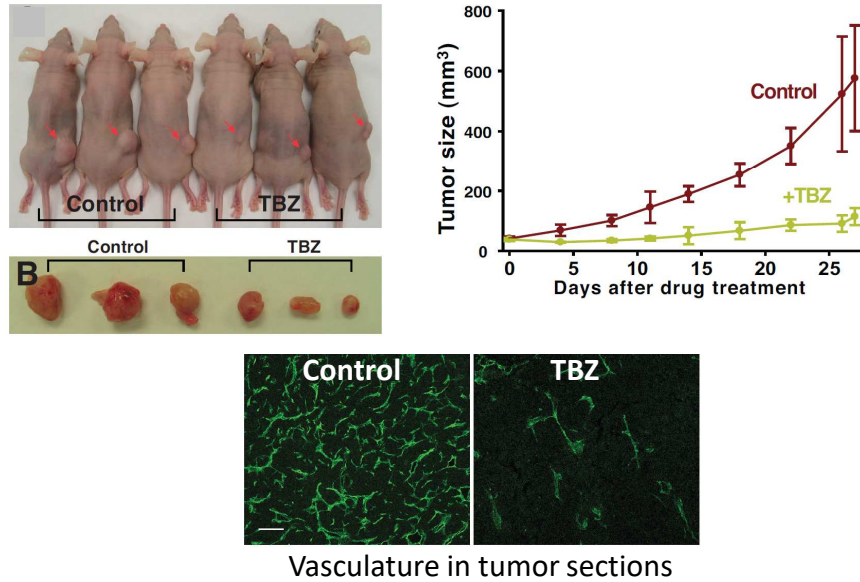 Control
TBZ
B
Control
TBZ
Tumor size (mm3)
800
600
400
200
0
Control
+TBZ
0
5
10
15
20
25
Days after drug treatment
Control
TBZ
Vasculature in tumor sections